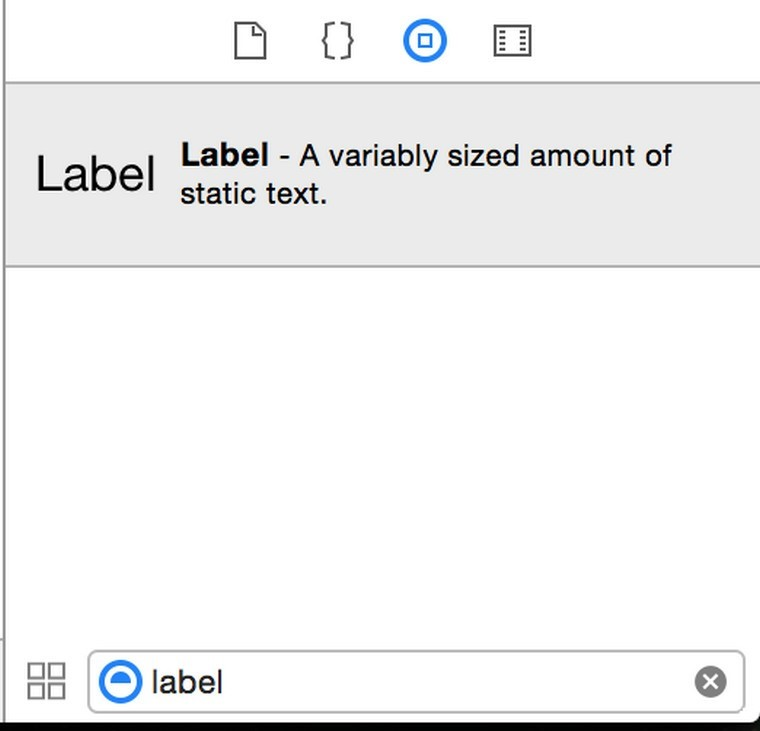 Label
Label - A variably sized amount of
static text.
label